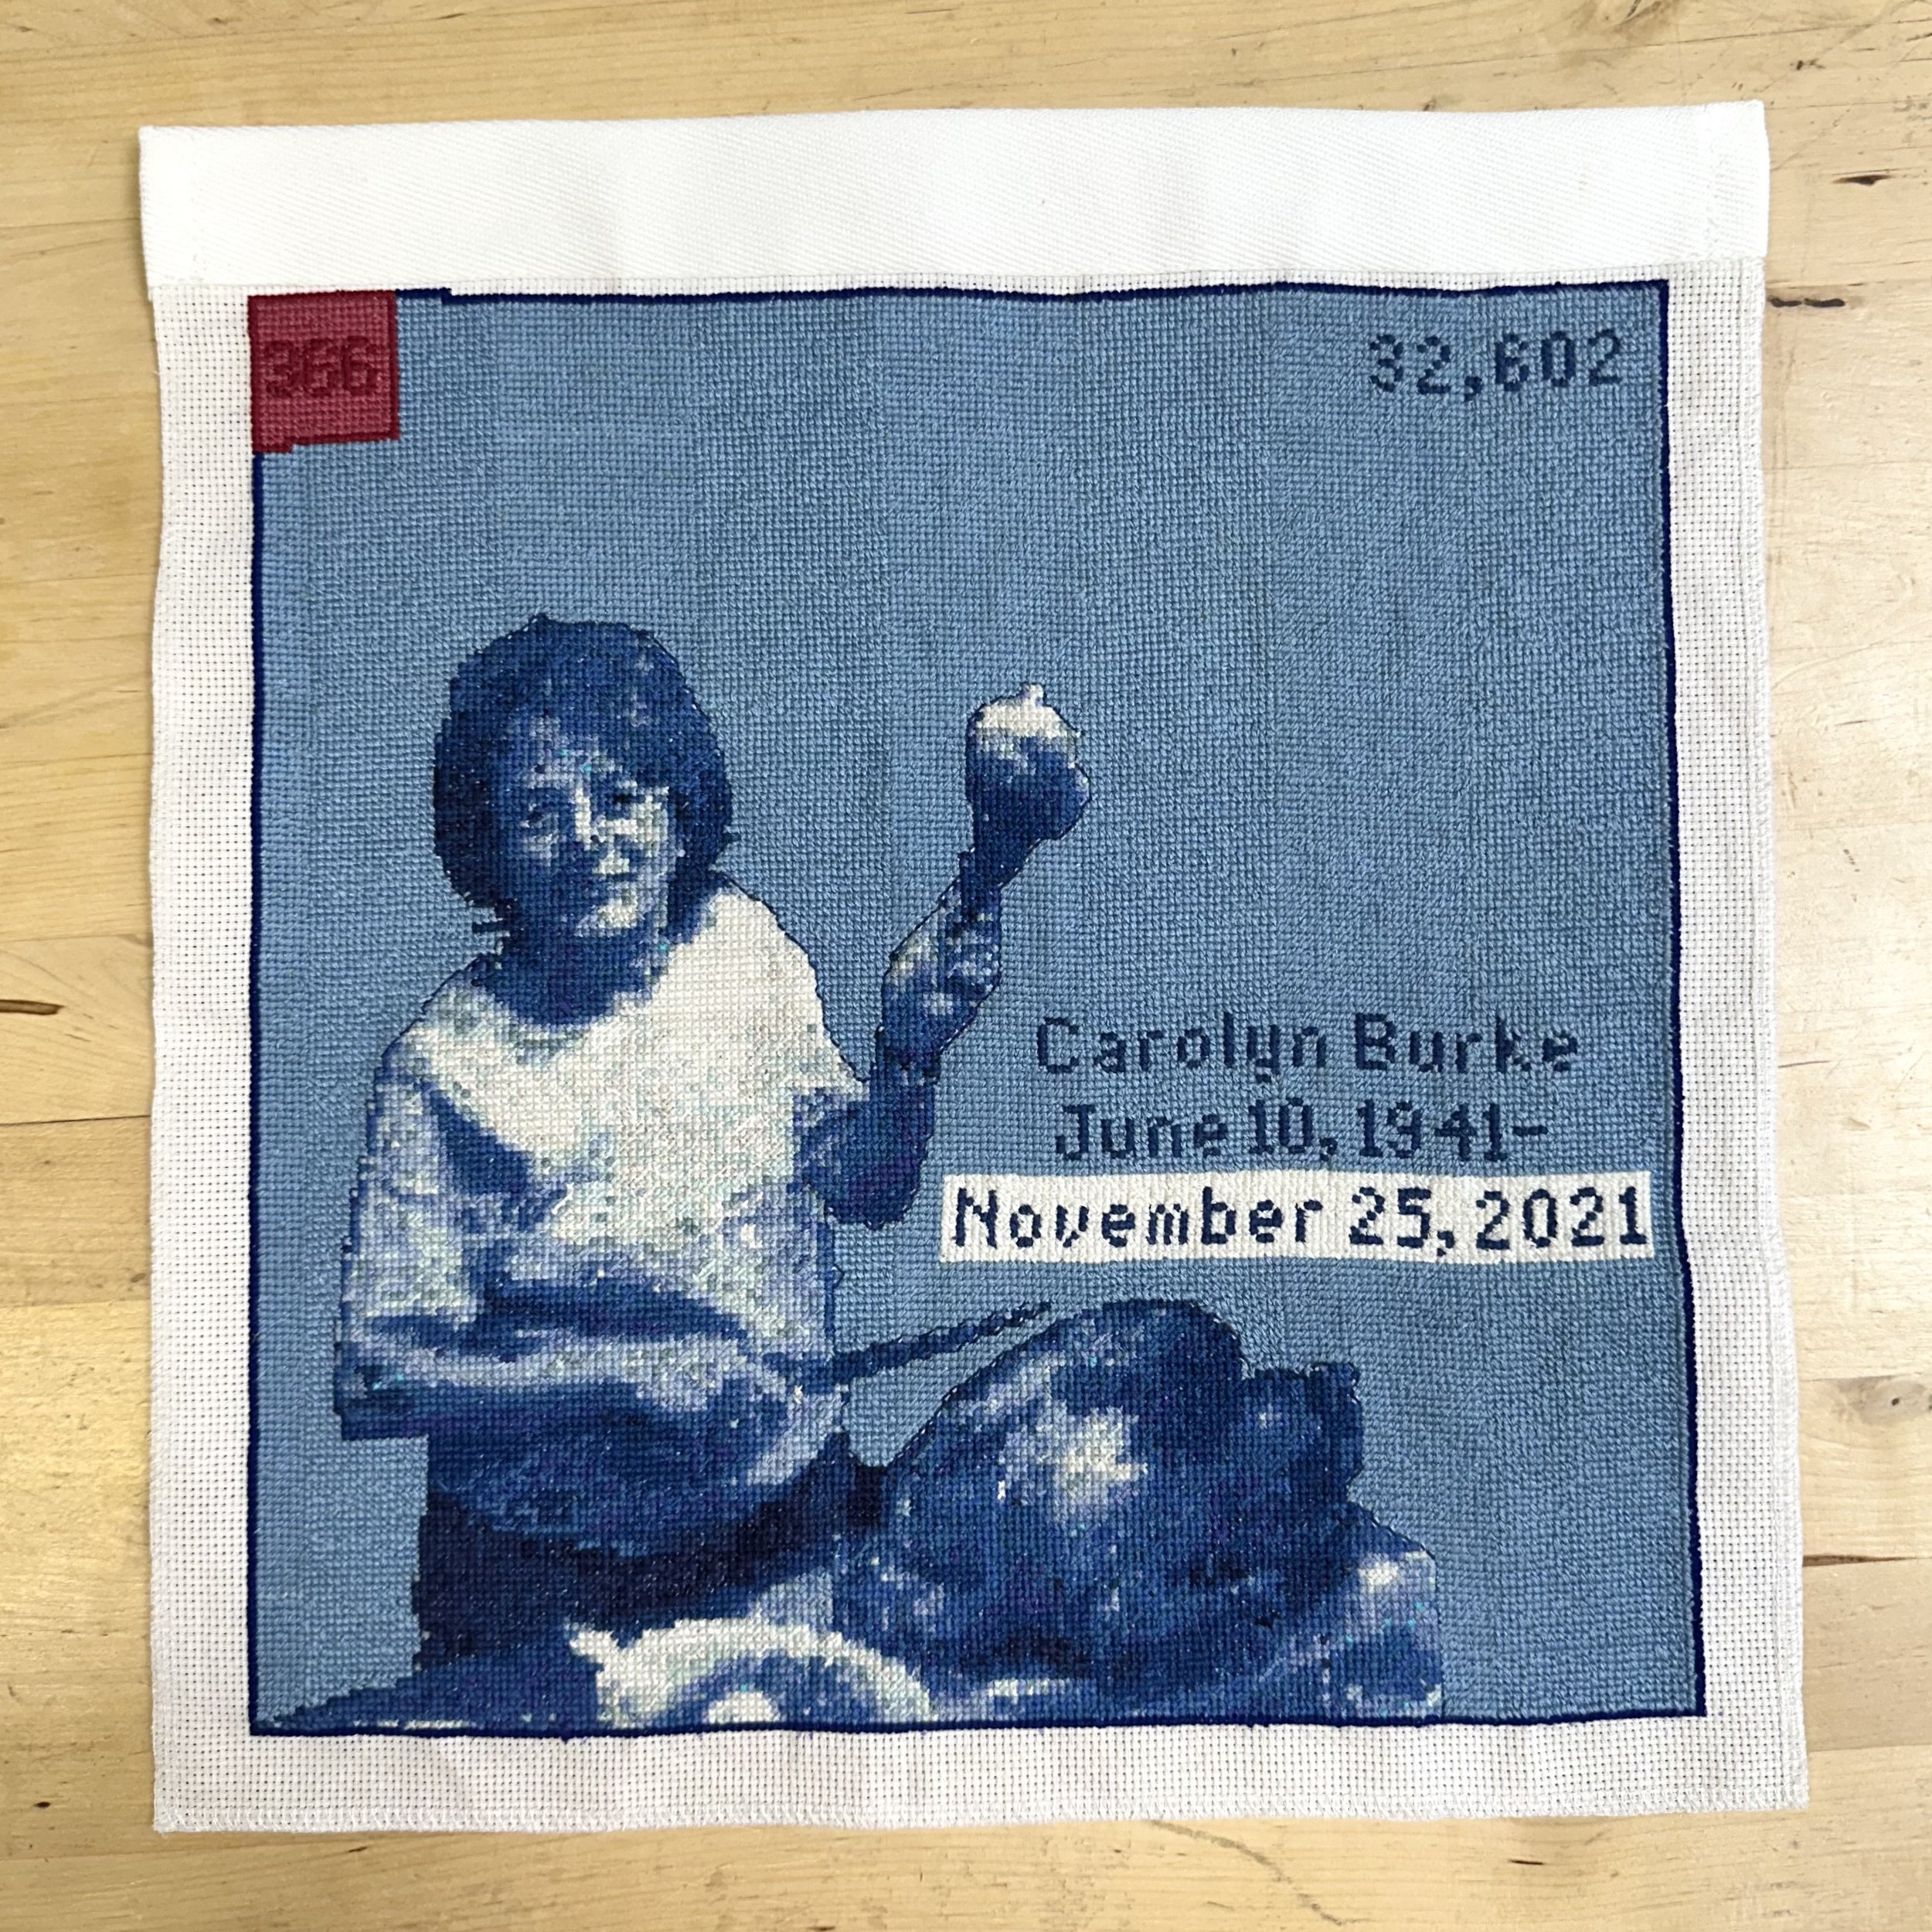 366
32,602
Carolyn Burke
June 10, 1941-
November 25, 2021